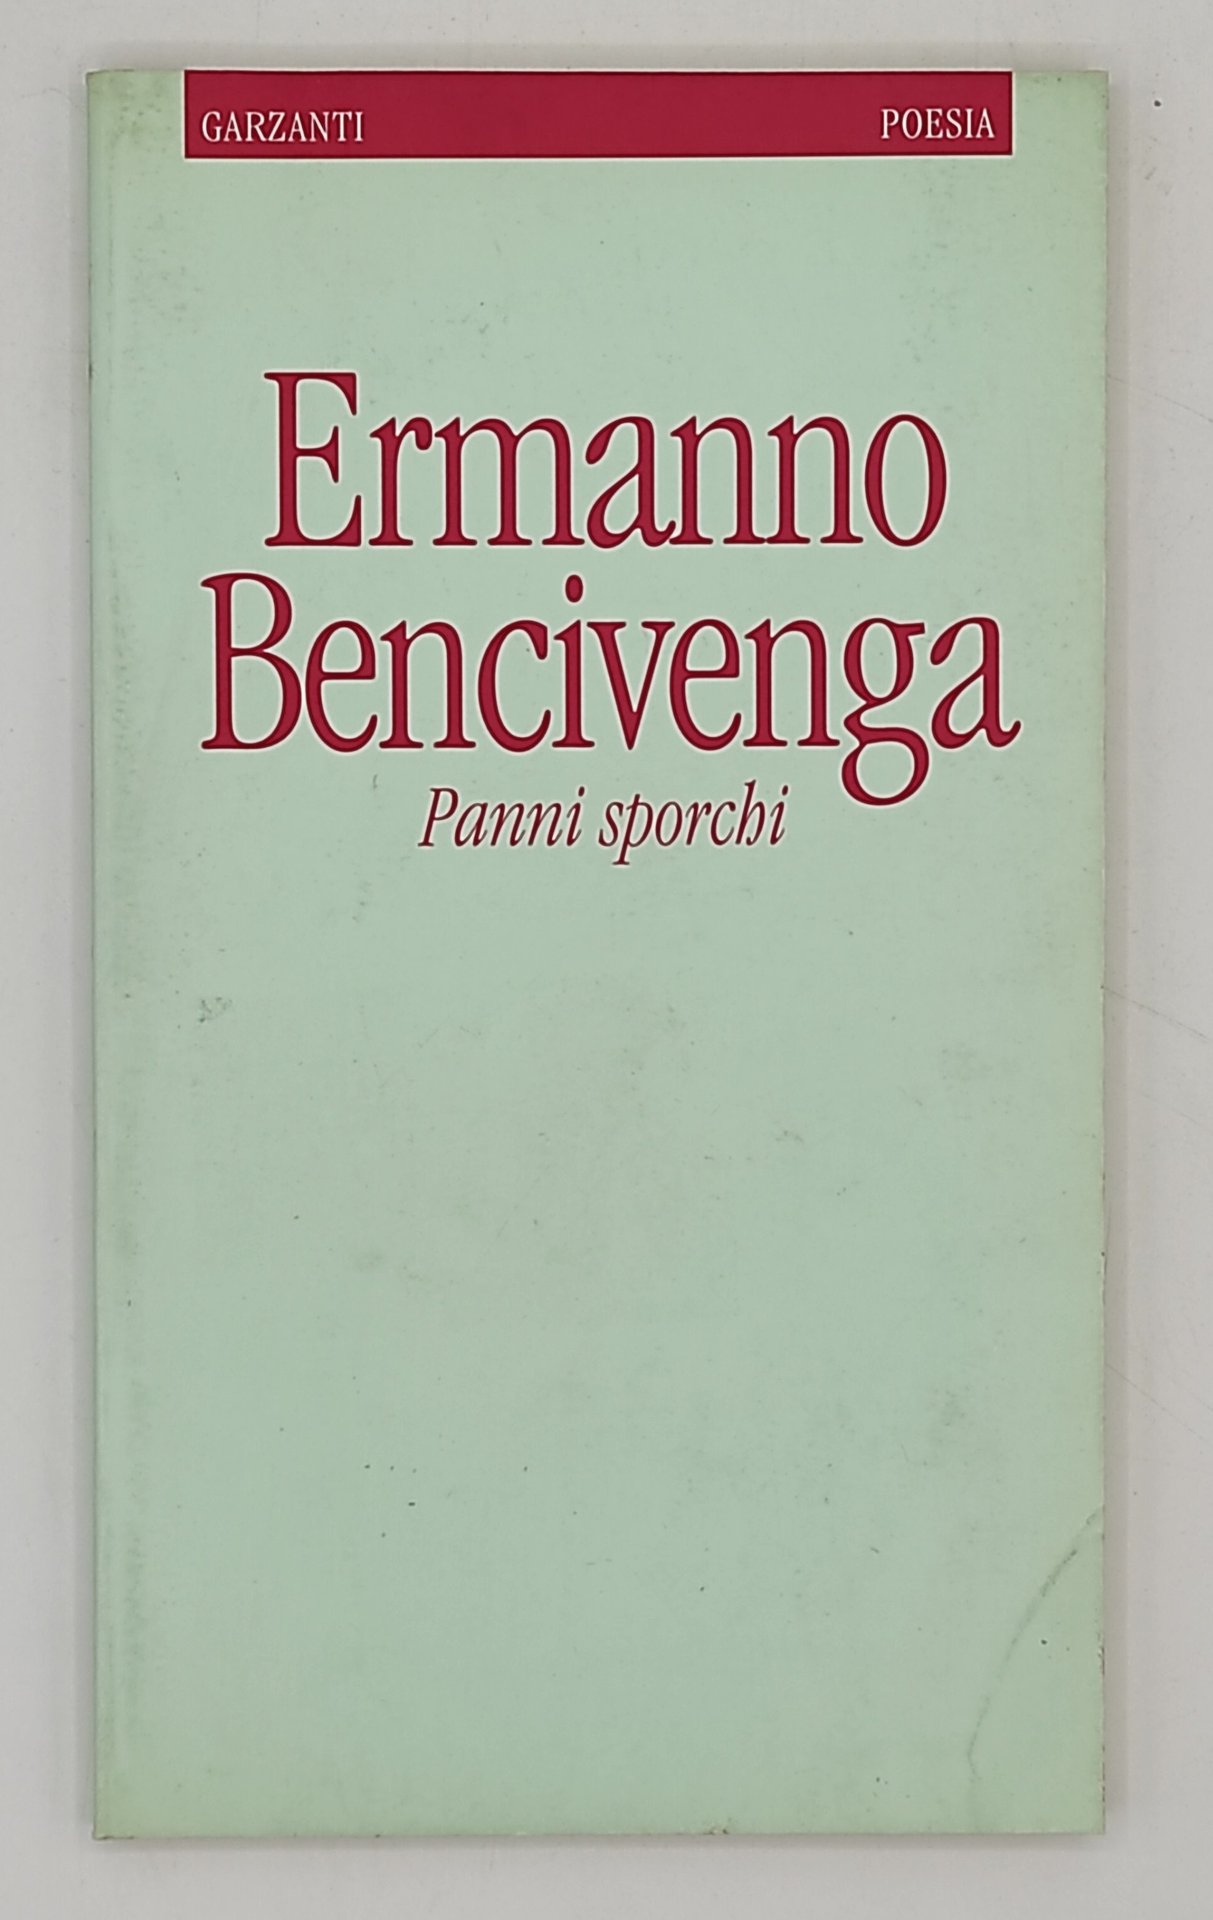 GARZANTI POESIA
Ermanno
Bencivenga
Panni sporchi